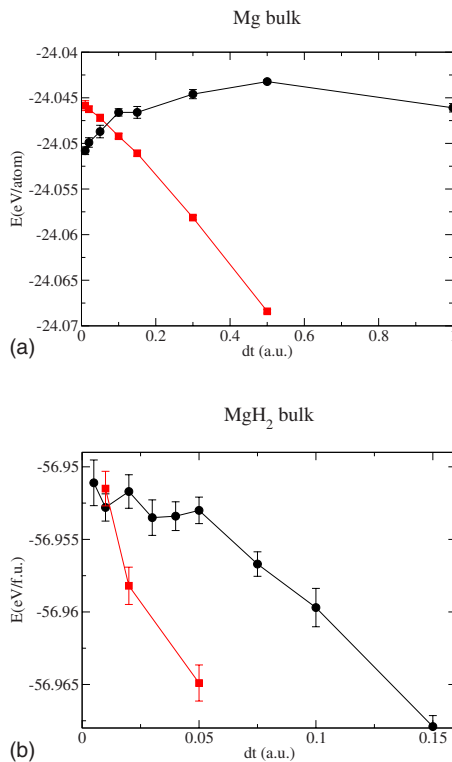 Mg bulk
-24.04
-24.045
-24.05
-24.055
-24.06
-24.065
-24.07
E(eV/atom)
0 0.2 0.4 0.6 0.8 1
dt (a.u.)
(a)
MgH₂ bulk
-56.95
-56.955
-56.96
-56.965
E(eV/f.u.)
0 0.05 0.1 0.15
dt (a.u.)
(b)